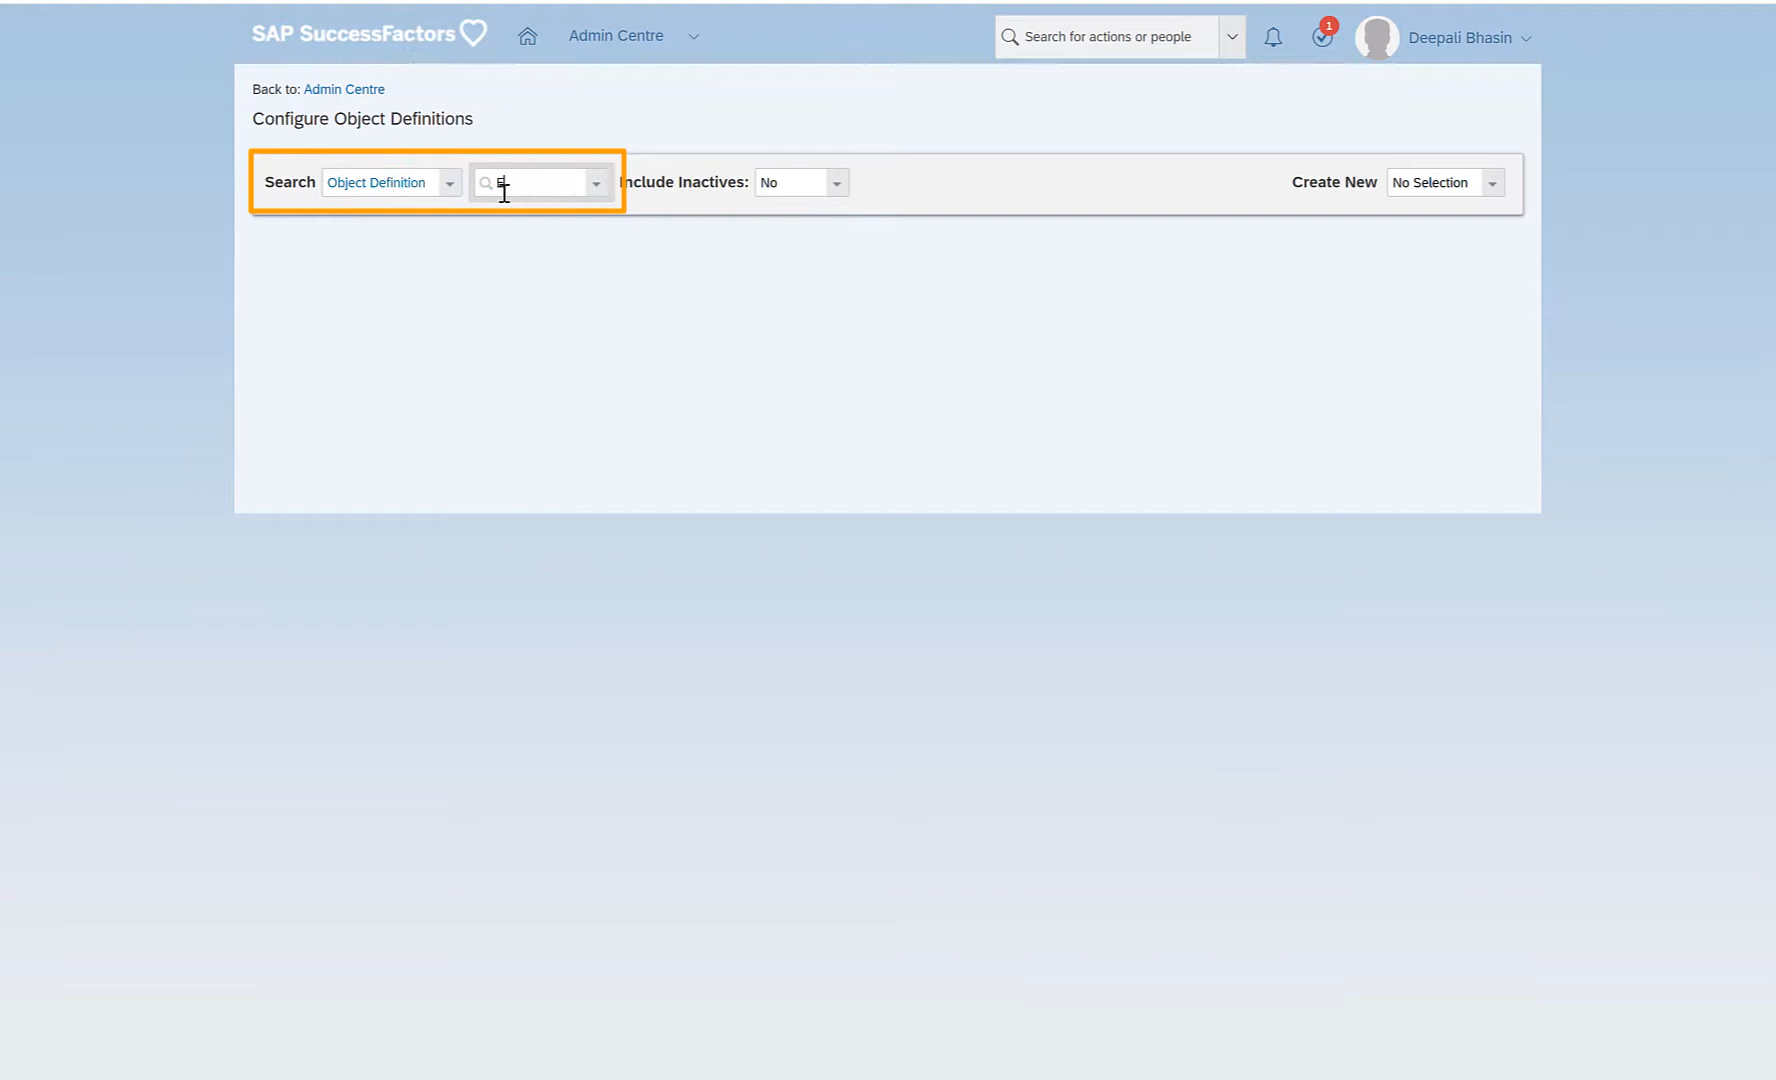 SAP SuccessFactors Admin Centre Search for actions or people 1 Deepali Bhasin
Back to: Admin Centre
Configure Object Definitions
Search Object Definition Include Inactives: No Create New No Selection